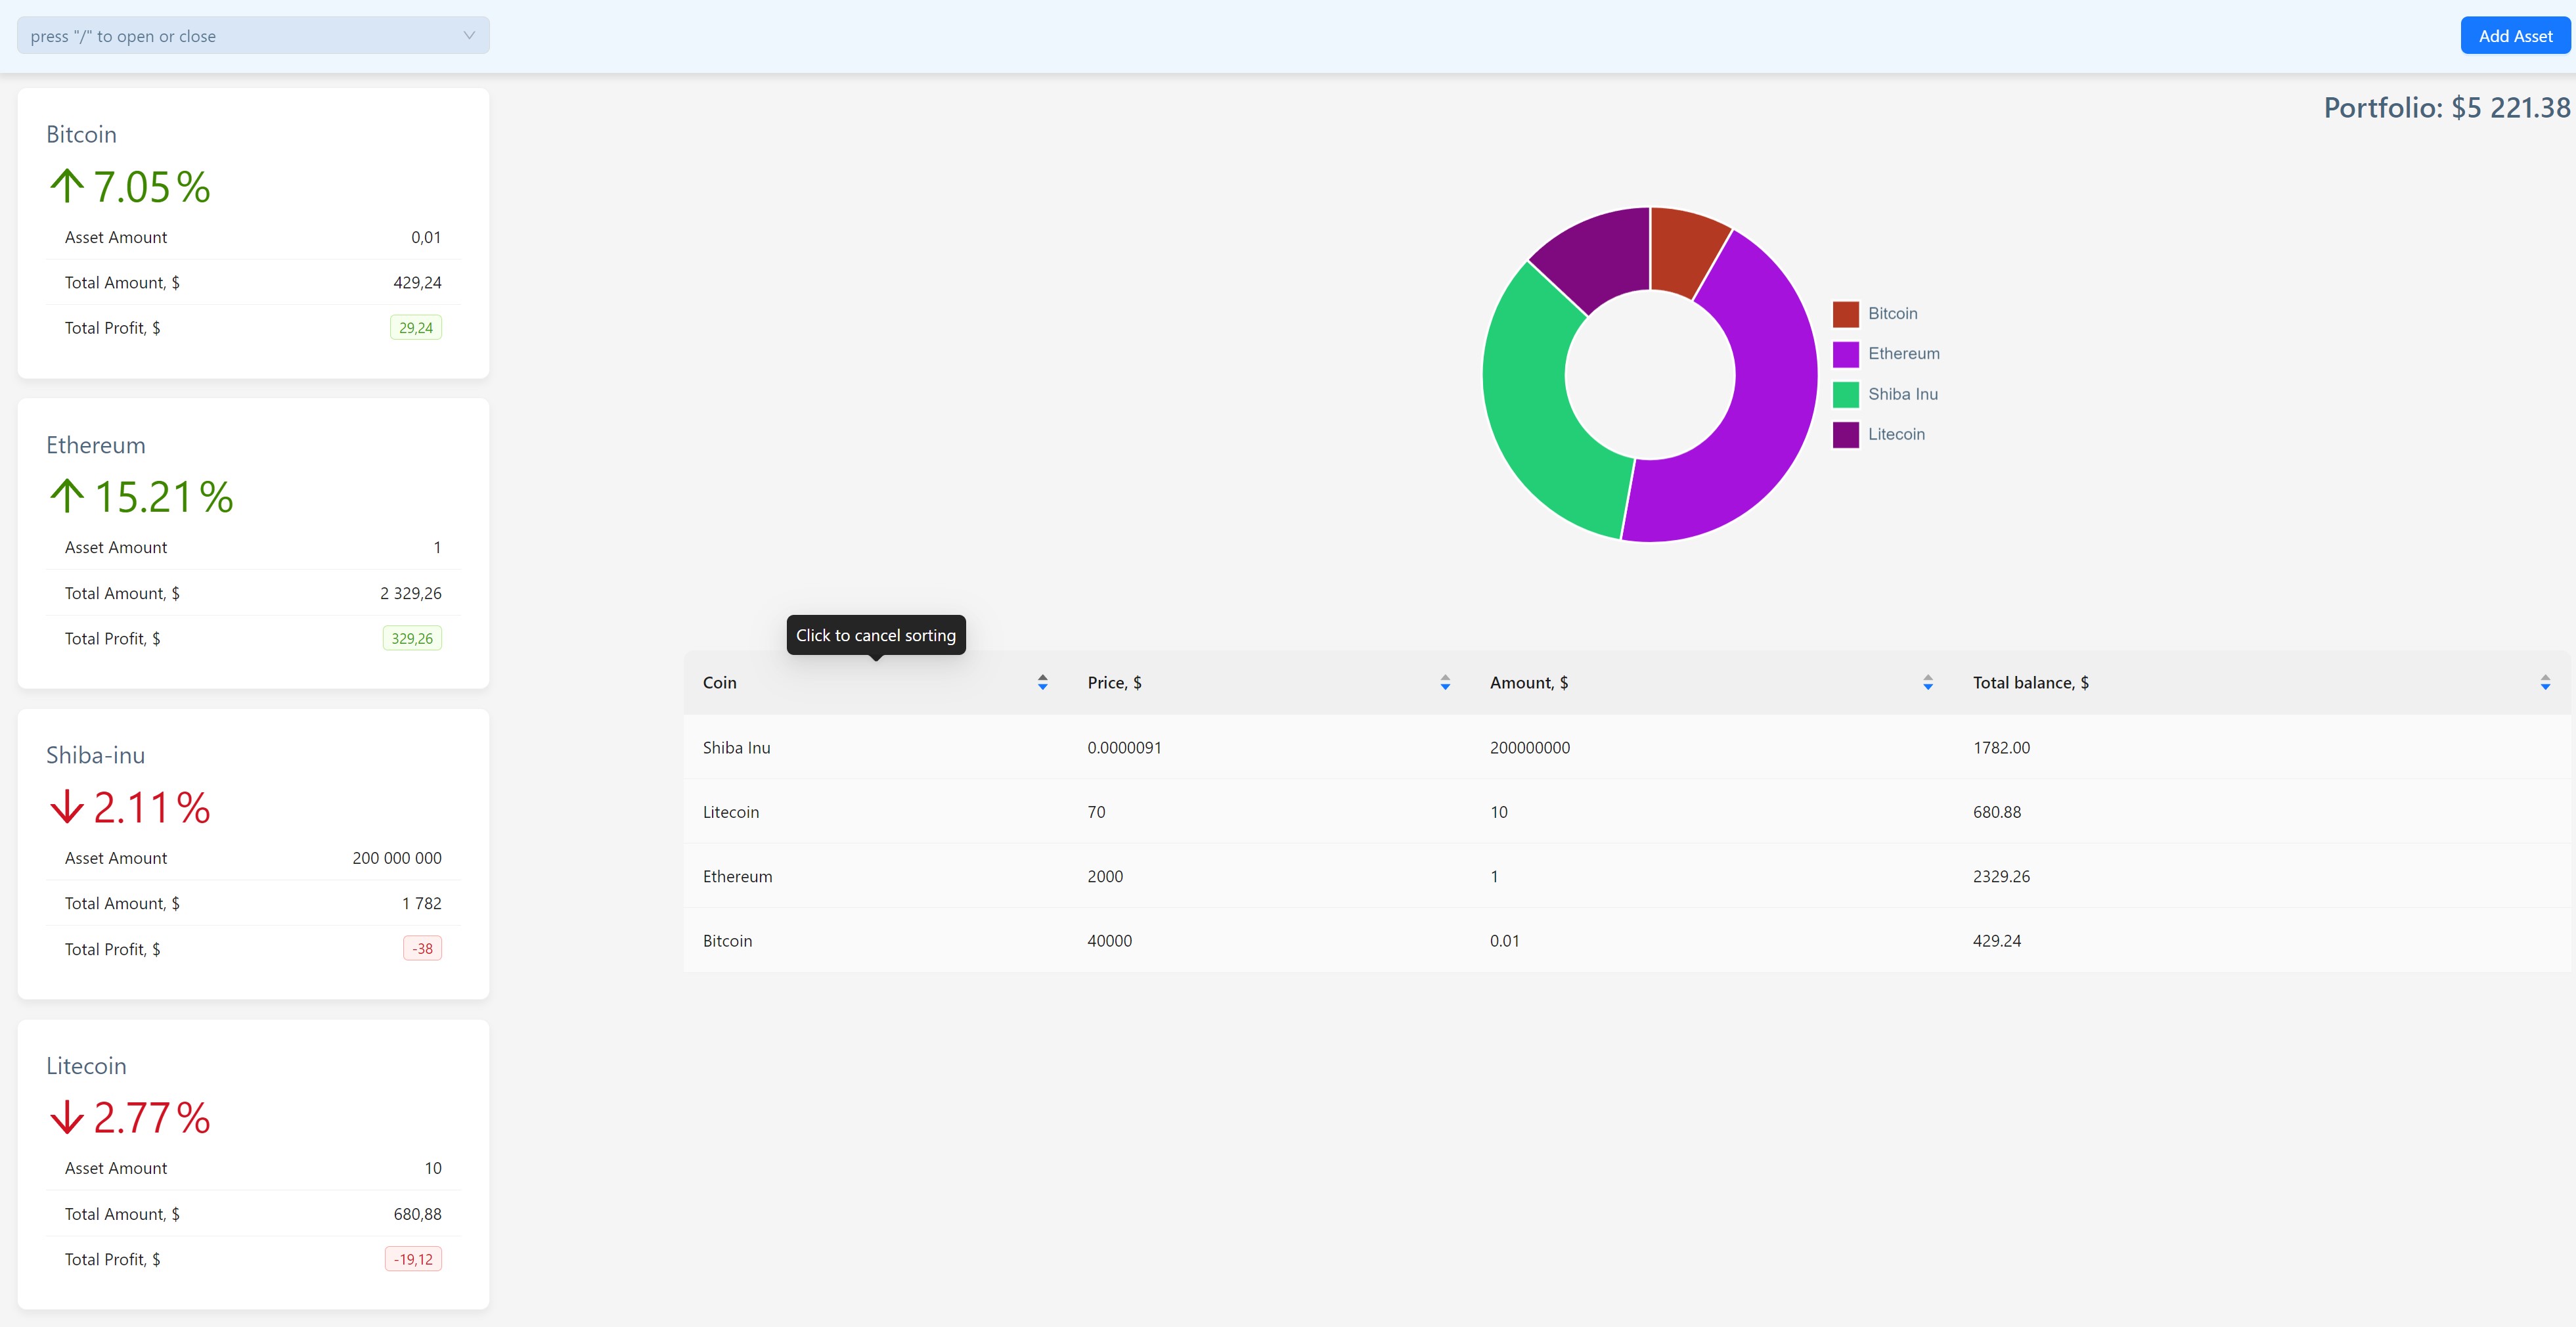 press "/" to open or close
Add Asset
Portfolio: $5 221.38
Bitcoin
7.05%
Asset Amount 0,01
Total Amount, $ 429,24
Total Profit, $ 29,24
Ethereum
15.21%
Asset Amount 1
Total Amount, $ 2 329,26
Total Profit, $ 329,26
Shiba-inu
2.11%
Asset Amount 200 000 000
Total Amount, $ 1 782
Total Profit, $ -38
Litecoin
2.77%
Asset Amount 10
Total Amount, $ 680,88
Total Profit, $ -19,12
Bitcoin
Ethereum
Shiba Inu
Litecoin
Click to cancel sorting
Coin Price, $ Amount, $ Total balance, $
Shiba Inu 0.0000091 200000000 1782.00
Litecoin 70 10 680.88
Ethereum 2000 1 2329.26
Bitcoin 40000 0.01 429.24